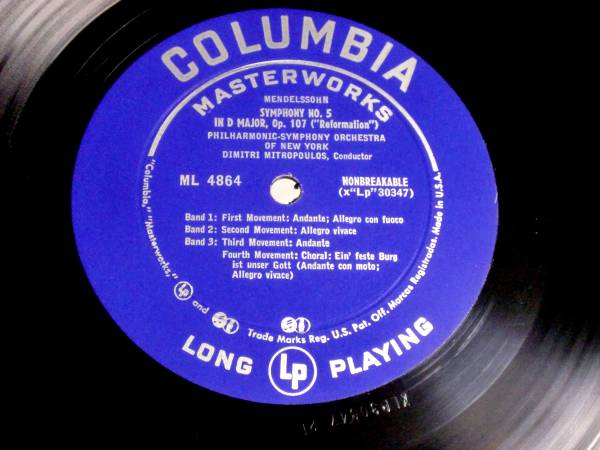 COLUMBIA
MASTERWORKS
MENDELSSOHN
SYMPHONY NO. 5
IN D MAJOR, Op. 107 ("Reformation")
PHILHARMONIC-SYMPHONY ORCHESTRA
OF NEW YORK
DIMITRI MITROPOULOS, Conductor
ML 4864
NONBREAKABLE
(x"Lp"30347)
Band 1: First Movement: Andante; Allegro con fuoco
Band 2: Second Movement: Allegro vivace
Band 3: Third Movement: Andante
Fourth Movement: Choral: Ein' feste Burg
ist unser Gott (Andante con moto;
Allegro vivace)
"Columbia," "Masterworks," Lp and Trade Marks Reg. U.S. Pat. Off. Marcas Registradas. Made in U.S.A.
LONG Lp PLAYING